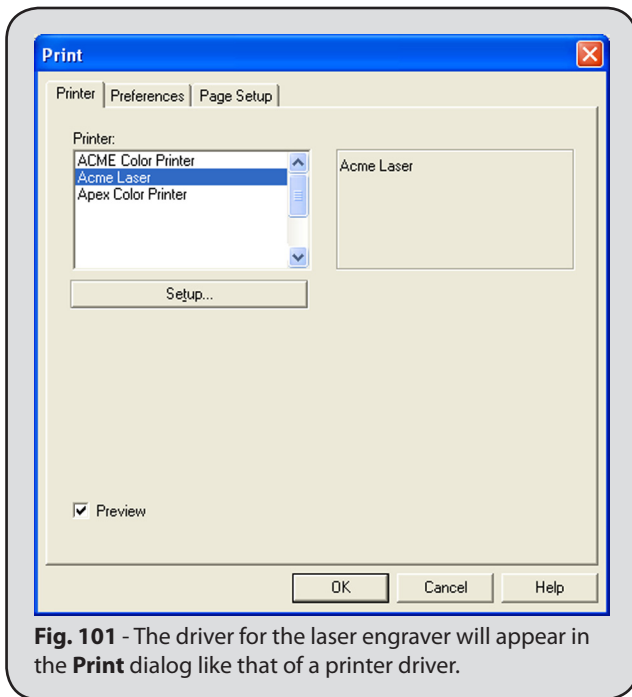 Print
Printer Preferences Page Setup
Printer:
ACME Color Printer
Acme Laser
Apex Color Printer
Acme Laser
Setup...
Preview
OK Cancel Help
Fig. 101 - The driver for the laser engraver will appear in
the Print dialog like that of a printer driver.